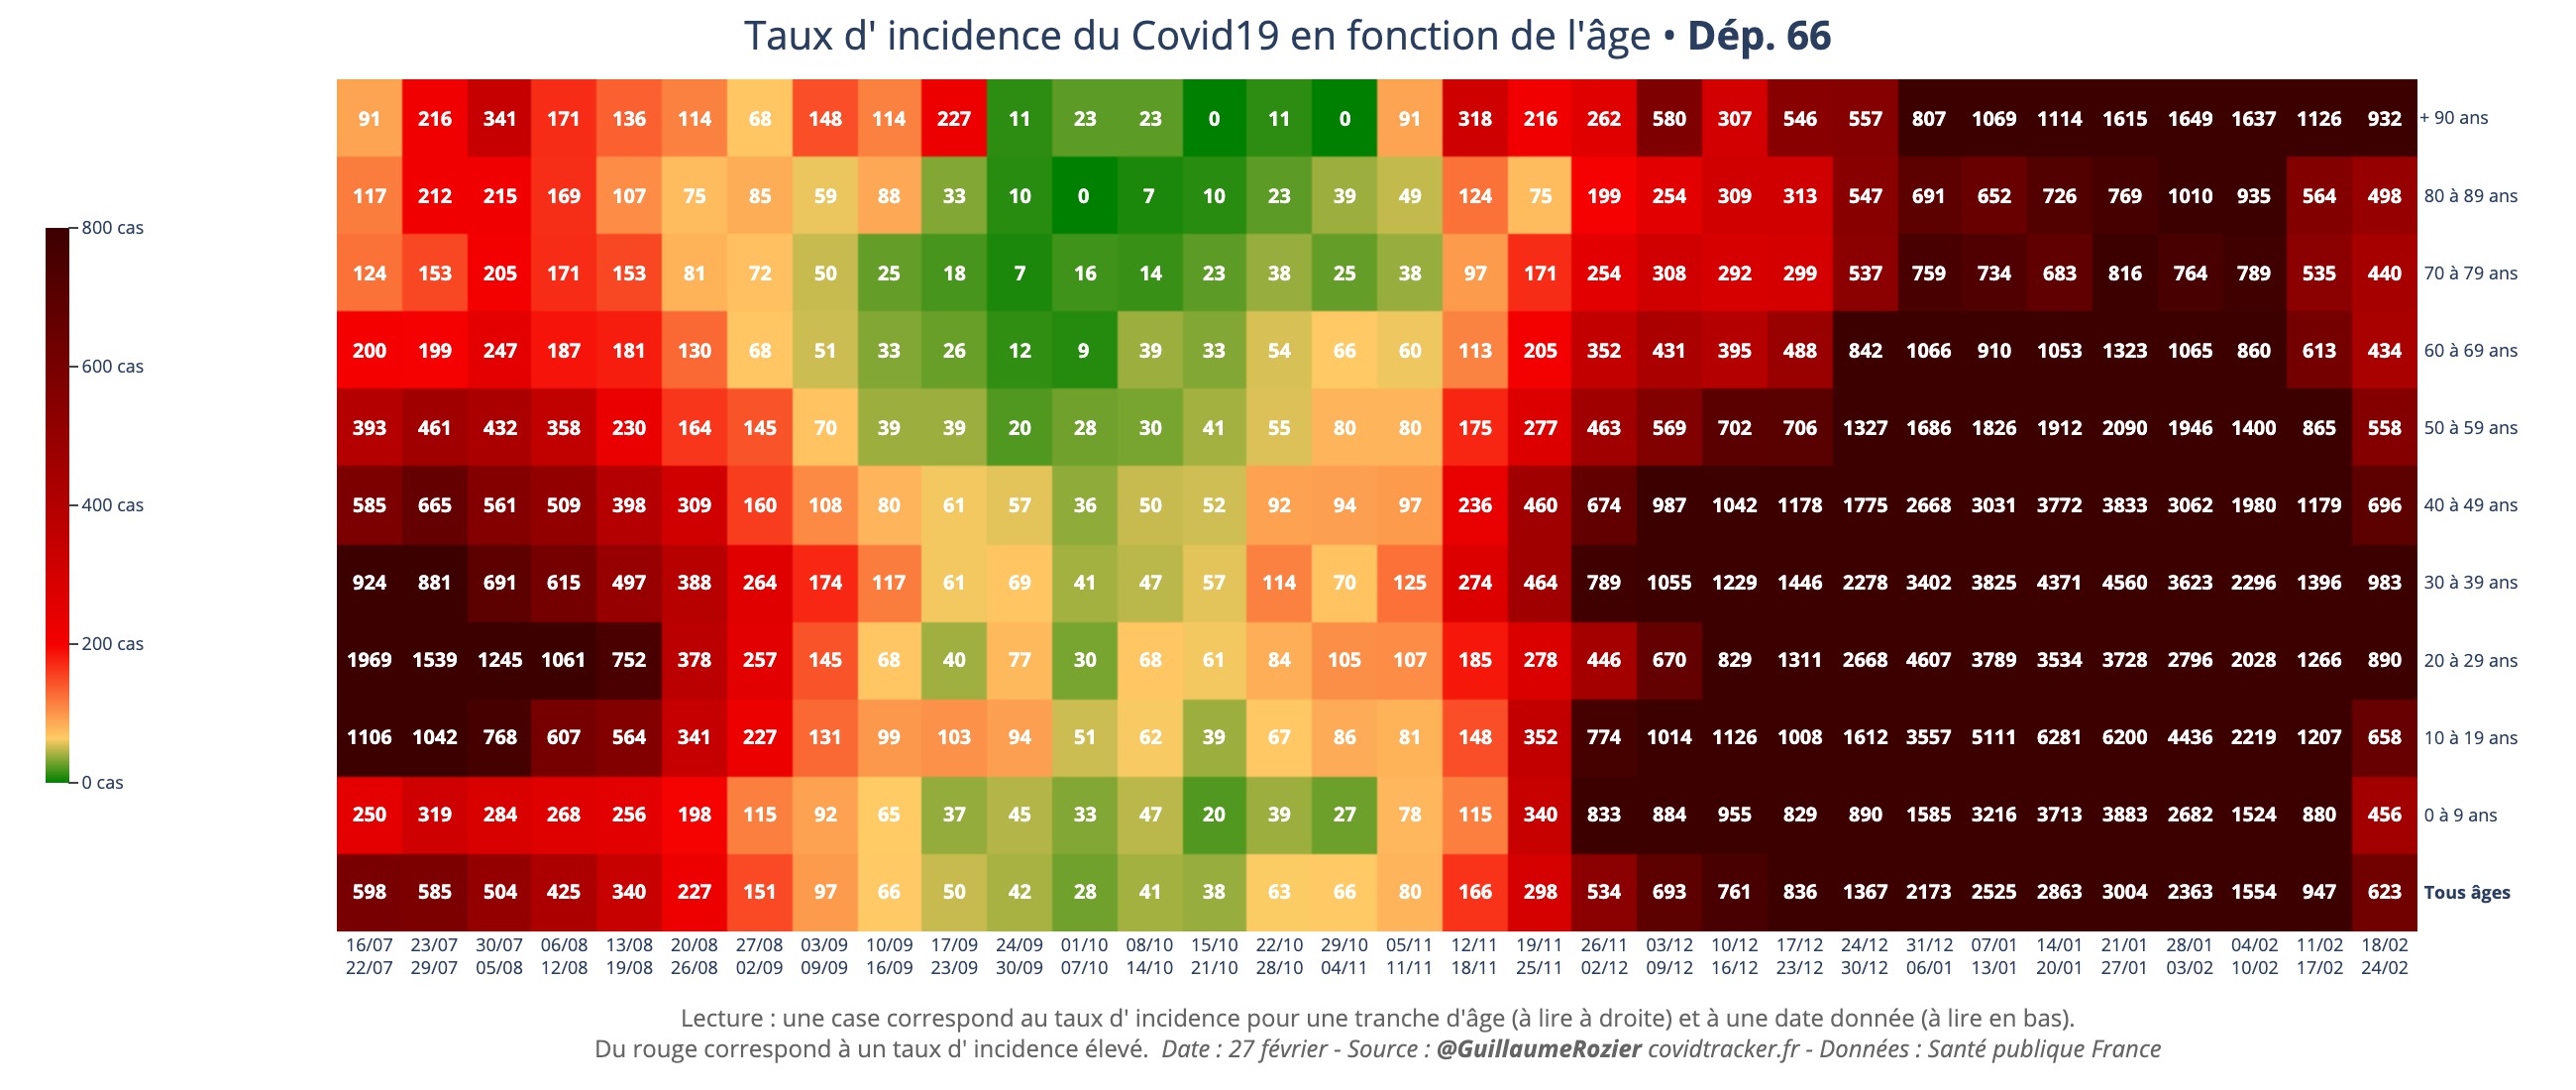 Taux d' incidence du Covid19 en fonction de l'âge • Dép. 66
91 216 341 171 136 114 68 148 114 227 11 23 23 0 11 0 91 318 216 262 580 307 546 557 807 1069 1114 1615 1649 1637 1126 932 + 90 ans
117 212 215 169 107 75 85 59 88 33 10 0 7 10 23 39 49 124 75 199 254 309 313 547 691 652 726 769 1010 935 564 498 80 à 89 ans
800 cas
124 153 205 171 153 81 72 50 25 18 7 16 14 23 38 25 38 97 171 254 308 292 299 537 759 734 683 816 764 789 535 440 70 à 79 ans
200 199 247 187 181 130 68 51 33 26 12 9 39 33 54 66 60 113 205 352 431 395 488 842 1066 910 1053 1323 1065 860 613 434 60 à 69 ans
600 cas
393 461 432 358 230 164 145 70 39 39 20 28 30 41 55 80 80 175 277 463 569 702 706 1327 1686 1826 1912 2090 1946 1400 865 558 50 à 59 ans
400 cas
585 665 561 509 398 309 160 108 80 61 57 36 50 52 92 94 97 236 460 674 987 1042 1178 1775 2668 3031 3772 3833 3062 1980 1179 696 40 à 49 ans
924 881 691 615 497 388 264 174 117 61 69 41 47 57 114 70 125 274 464 789 1055 1229 1446 2278 3402 3825 4371 4560 3623 2296 1396 983 30 à 39 ans
200 cas
1969 1539 1245 1061 752 378 257 145 68 40 77 30 68 61 84 105 107 185 278 446 670 829 1311 2668 4607 3789 3534 3728 2796 2028 1266 890 20 à 29 ans
1106 1042 768 607 564 341 227 131 99 103 94 51 62 39 67 86 81 148 352 774 1014 1126 1008 1612 3557 5111 6281 6200 4436 2219 1207 658 10 à 19 ans
0 cas
250 319 284 268 256 198 115 92 65 37 45 33 47 20 39 27 78 115 340 833 884 955 829 890 1585 3216 3713 3883 2682 1524 880 456 0 à 9 ans
598 585 504 425 340 227 151 97 66 50 42 28 41 38 63 66 80 166 298 534 693 761 836 1367 2173 2525 2863 3004 2363 1554 947 623 Tous âges
16/07 23/07 30/07 06/08 13/08 20/08 27/08 03/09 10/09 17/09 24/09 01/10 08/10 15/10 22/10 29/10 05/11 12/11 19/11 26/11 03/12 10/12 17/12 24/12 31/12 07/01 14/01 21/01 28/01 04/02 11/02 18/02
22/07 29/07 05/08 12/08 19/08 26/08 02/09 09/09 16/09 23/09 30/09 07/10 14/10 21/10 28/10 04/11 11/11 18/11 25/11 02/12 09/12 16/12 23/12 30/12 06/01 13/01 20/01 27/01 03/02 10/02 17/02 24/02
Lecture : une case correspond au taux d' incidence pour une tranche d'âge (à lire à droite) et à une date donnée (à lire en bas).
Du rouge correspond à un taux d' incidence élevé. Date : 27 février - Source : @GuillaumeRozier covidtracker.fr - Données : Santé publique France